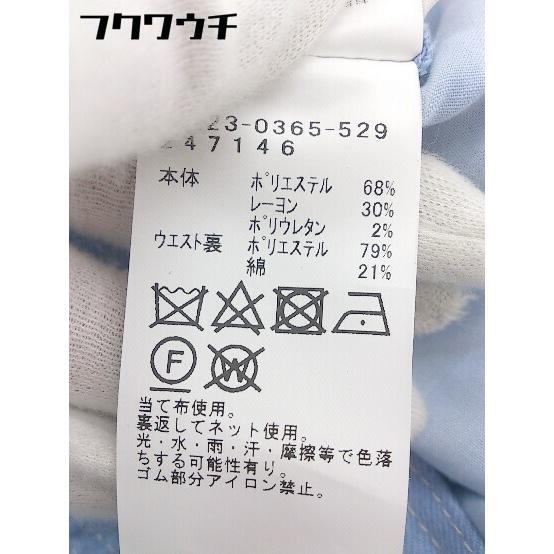 フクワウチ
23-0365-529
247146
本体 ポリエステル 68%
レーヨン 30%
ポリウレタン 2%
ウエスト裏 ポリエステル 79%
綿 21%
F W
当て布使用。
裏返してネット使用。
光・水・雨・汗・摩擦等で色落
ちする可能性有り。
ゴム部分アイロン禁止。